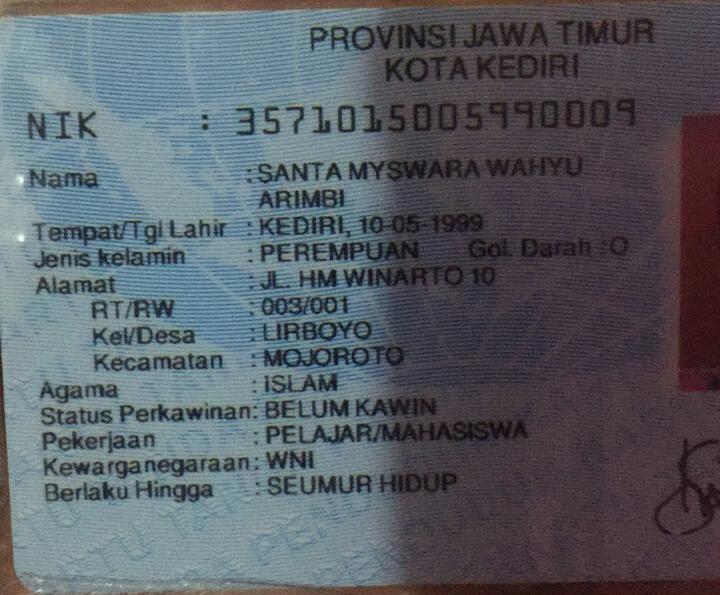 PROVINSI JAWA TIMUR
KOTA KEDIRI
NIK : 3571015005990009
Nama : SANTA MYSWARA WAHYU
ARIMBI
Tempat/Tgl Lahir : KEDIRI, 10-05-1999
Jenis kelamin : PEREMPUAN Gol. Darah : O
Alamat : JL. HM WINARTO 10
RT/RW : 003/001
Kel/Desa : LIRBOYO
Kecamatan : MOJOROTO
Agama : ISLAM
Status Perkawinan: BELUM KAWIN
Pekerjaan : PELAJAR/MAHASISWA
Kewarganegaraan: WNI
Berlaku Hingga : SEUMUR HIDUP